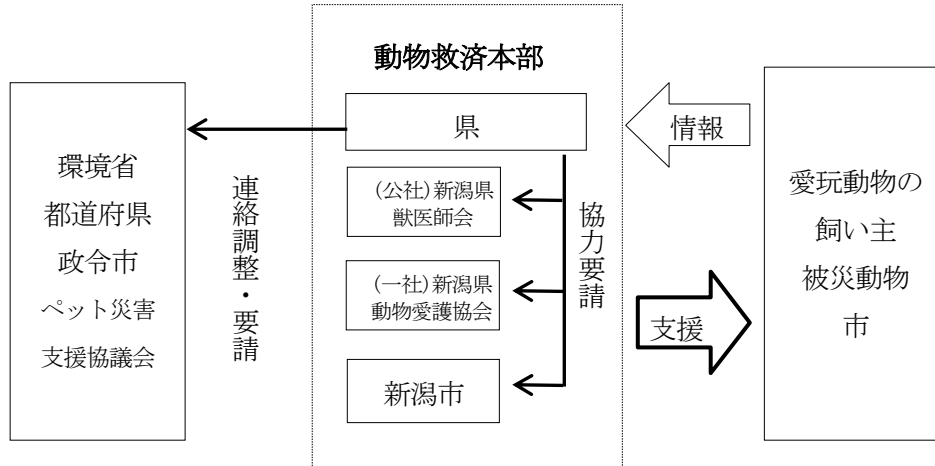 動物救済本部
環境省
都道府県
政令市
ペット災害
支援協議会
連絡調整・要請
県
(公社)新潟県
獣医師会
(一社)新潟県
動物愛護協会
新潟市
協力要請
情報
支援
愛玩動物の
飼い主
被災動物
市